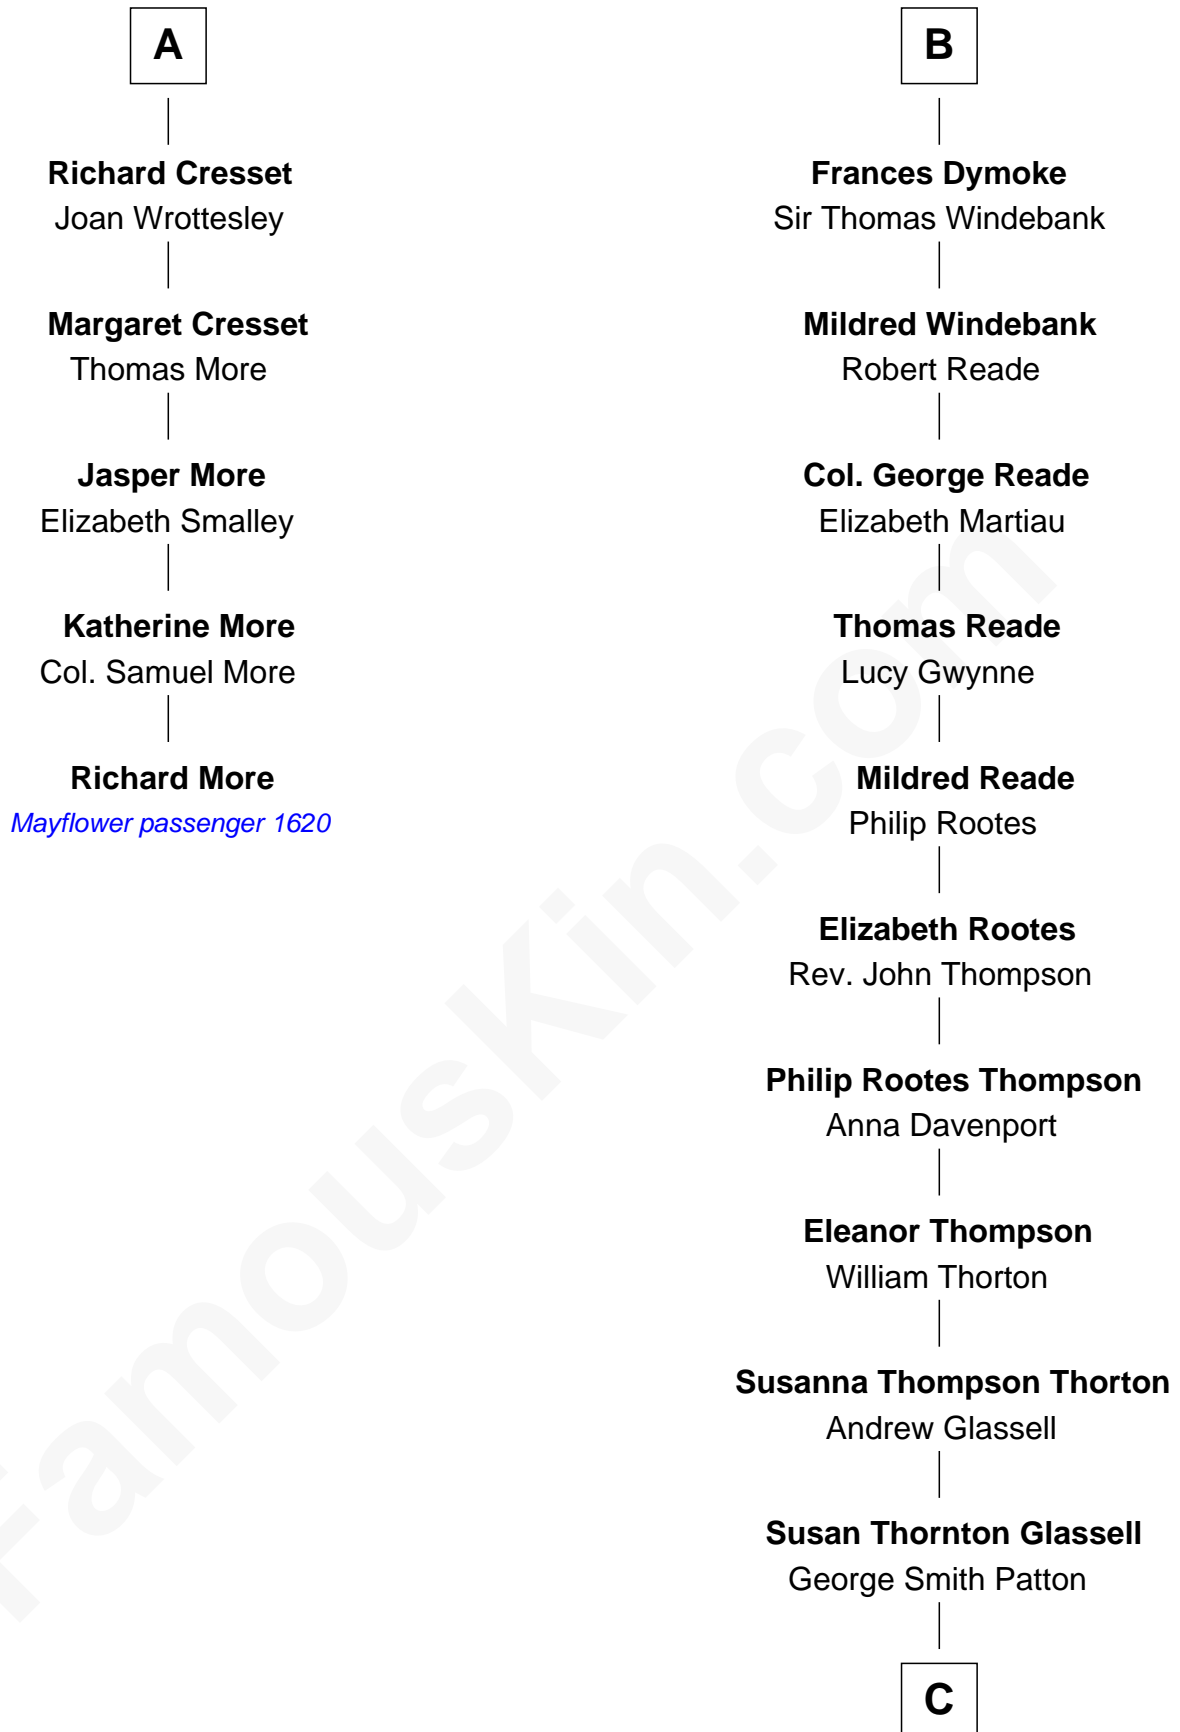 A
Richard Cresset
Joan Wrottesley
Margaret Cresset
Thomas More
Jasper More
Elizabeth Smalley
Katherine More
Col. Samuel More
Richard More
Mayflower passenger 1620
B
Frances Dymoke
Sir Thomas Windebank
Mildred Windebank
Robert Reade
Col. George Reade
Elizabeth Martiau
Thomas Reade
Lucy Gwynne
Mildred Reade
Philip Rootes
Elizabeth Rootes
Rev. John Thompson
Philip Rootes Thompson
Anna Davenport
Eleanor Thompson
William Thorton
Susanna Thompson Thorton
Andrew Glassell
Susan Thornton Glassell
George Smith Patton
C
FamousKin.com